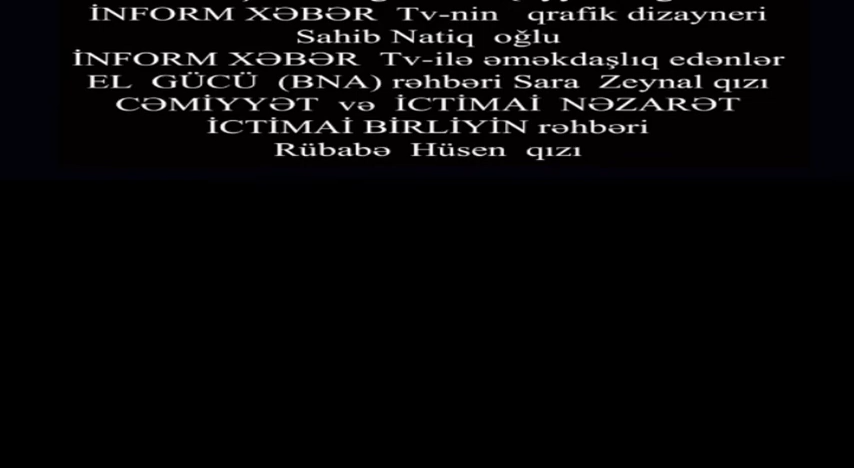 İNFORM XƏBƏR Tv-nin qrafik dizayneri
Sahib Natiq oğlu
İNFORM XƏBƏR Tv-ilə əməkdaşlıq edənlər
EL GÜCÜ (BNA) rəhbəri Sara Zeynal qızı
CƏMİYYƏT və İCTİMAİ NƏZARƏT
İCTİMAİ BİRLİYİN rəhbəri
Rübabə Hüsen qızı